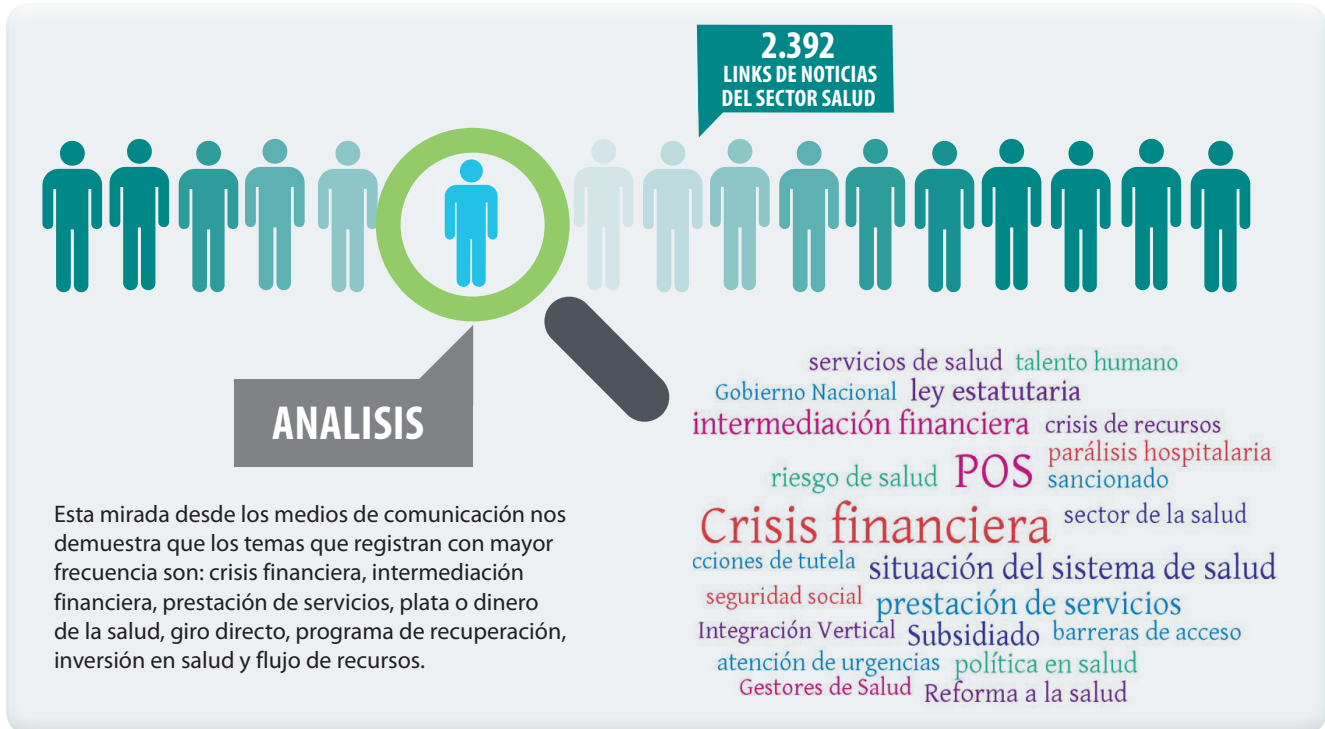 2.392
LINKS DE NOTICIAS
DEL SECTOR SALUD
ANALISIS
Esta mirada desde los medios de comunicación nos
demuestra que los temas que registran con mayor
frecuencia son: crisis financiera, intermediación
financiera, prestación de servicios, plata o dinero
de la salud, giro directo, programa de recuperación,
inversión en salud y flujo de recursos.
servicios de salud talento humano
Gobierno Nacional ley estatutaria
intermediación financiera crisis de recursos
parálisis hospitalaria
riesgo de salud POS sancionado
Crisis financiera sector de la salud
cciones de tutela situación del sistema de salud
seguridad social prestación de servicios
Integración Vertical Subsidiado barreras de acceso
atención de urgencias política en salud
Gestores de Salud Reforma a la salud